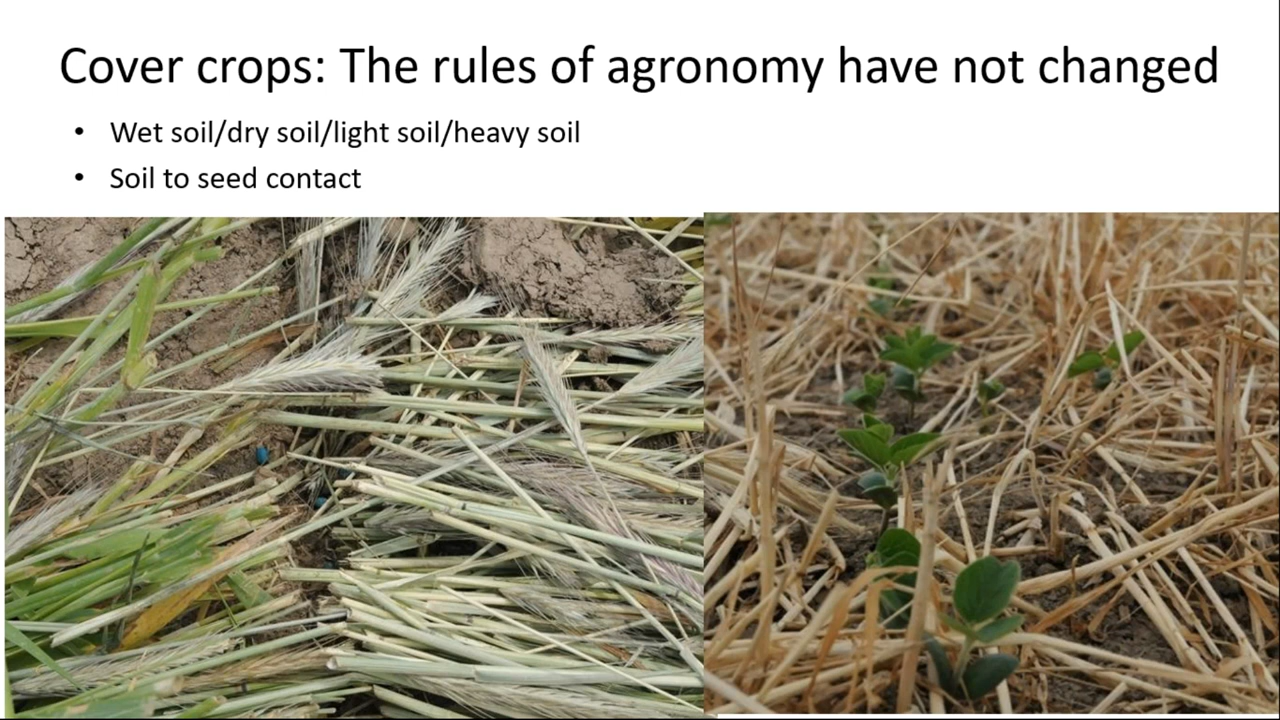 Cover crops: The rules of agronomy have not changed
• Wet soil/dry soil/light soil/heavy soil
• Soil to seed contact